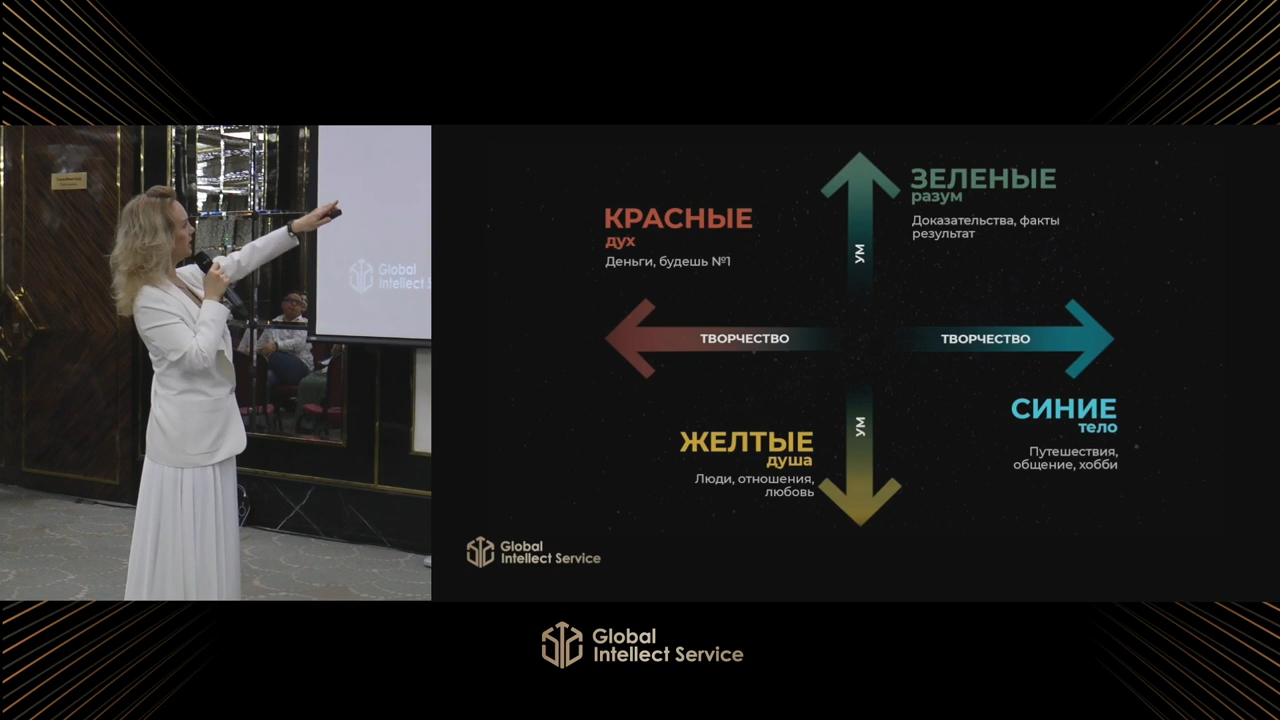 Global
Intellect S
КРАСНЫЕ
дух
Деньги, будешь №1
ЗЕЛЕНЫЕ
разум
Доказательства, факты
результат
УМ
ТВОРЧЕСТВО
ТВОРЧЕСТВО
УМ
ЖЕЛТЫЕ
душа
Люди, отношения,
любовь
СИНИЕ
тело
Путешествия,
общение, хобби
Global
Intellect Service
Global
Intellect Service